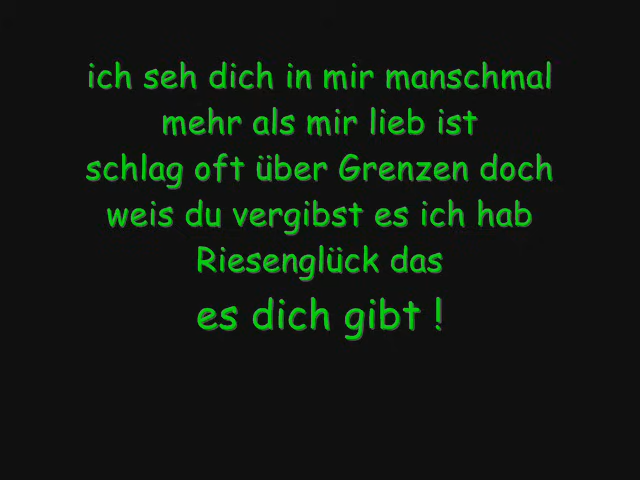 ich seh dich in mir manschmal
mehr als mir lieb ist
schlag oft über Grenzen doch
weis du vergibst es ich hab
Riesenglück das
es dich gibt !